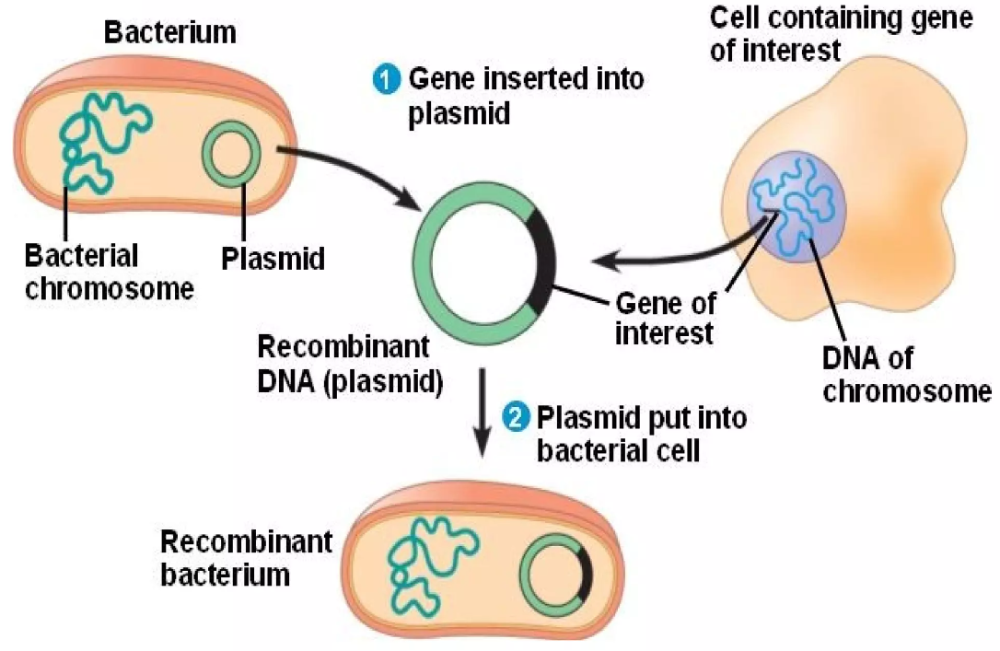 Bacterium
Cell containing gene
of interest
1 Gene inserted into
plasmid
Bacterial
chromosome
Plasmid
Gene of
interest
Recombinant
DNA (plasmid)
DNA of
chromosome
2 Plasmid put into
bacterial cell
Recombinant
bacterium